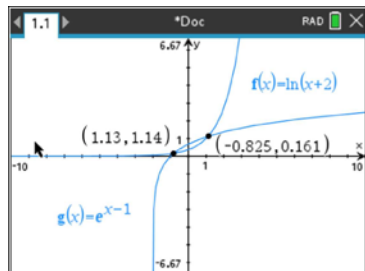 1.1 *Doc RAD
6.67 y
f(x)=ln(x+2)
(1.13,1.14) 1 (-0.825,0.161) x
-10 1 10
g(x)=e^x-1
-6.67